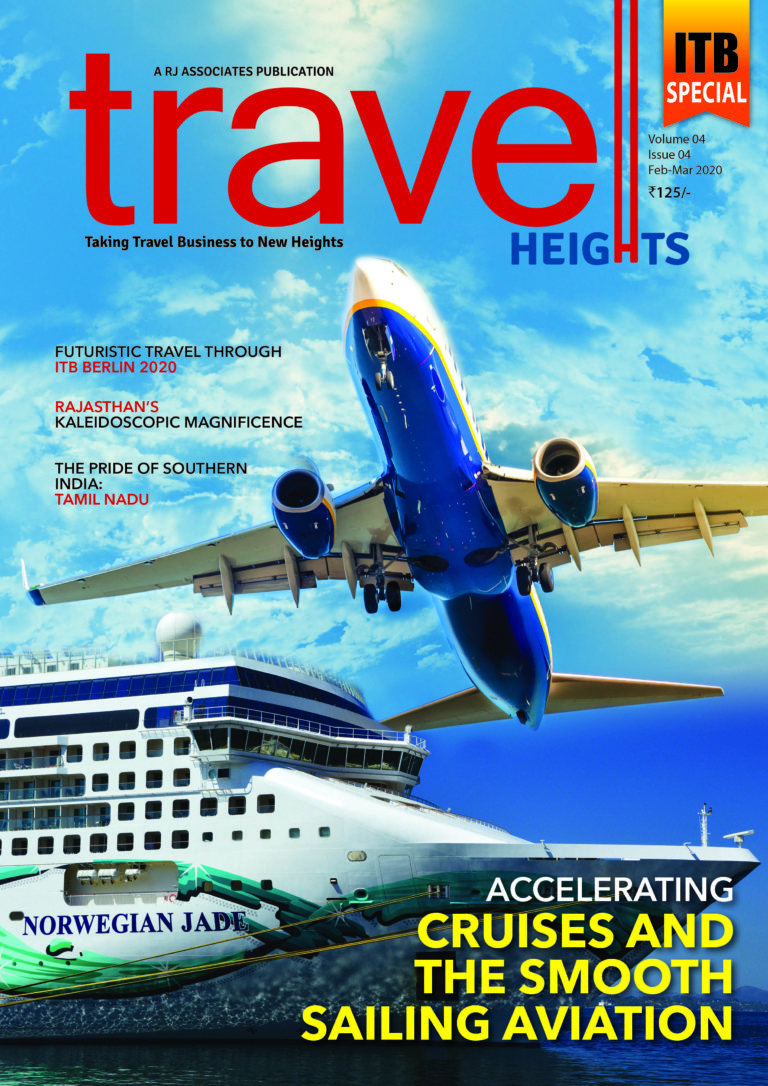 A RJ ASSOCIATES PUBLICATION
travel
HEIGHTS
Taking Travel Business to New Heights
ITB
SPECIAL
Volume 04
Issue 04
Feb-Mar 2020
₹125/-
FUTURISTIC TRAVEL THROUGH
ITB BERLIN 2020
RAJASTHAN'S
KALEIDOSCOPIC MAGNIFICENCE
THE PRIDE OF SOUTHERN
INDIA:
TAMIL NADU
NORWEGIAN JADE
ACCELERATING
CRUISES AND
THE SMOOTH
SAILING AVIATION